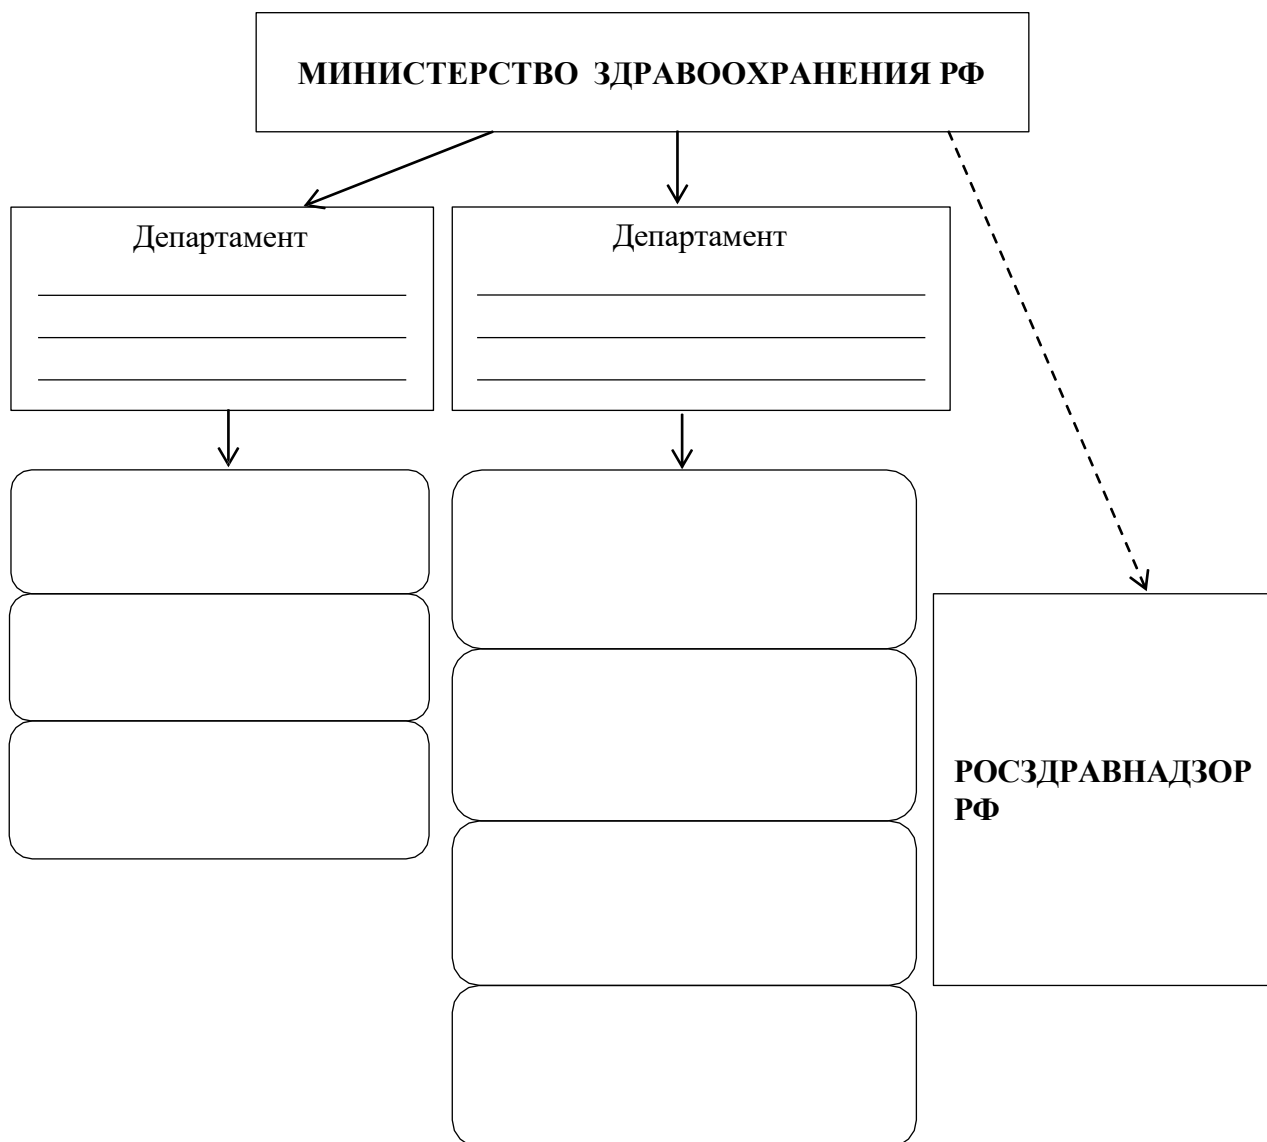 МИНИСТЕРСТВО ЗДРАВООХРАНЕНИЯ РФ
Департамент
Департамент
РОСЗДРАВНАДЗОР
РФ